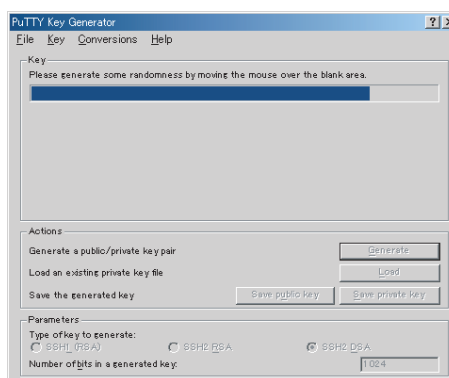 PuTTY Key Generator
File Key Conversions Help
Key
Please generate some randomness by moving the mouse over the blank area.
Actions
Generate a public/private key pair
Generate
Load an existing private key file
Load
Save the generated key
Save public key
Save private key
Parameters
Type of key to generate:
SSH1 (RSA) SSH2 RSA SSH2 DSA
Number of bits in a generated key:
1024